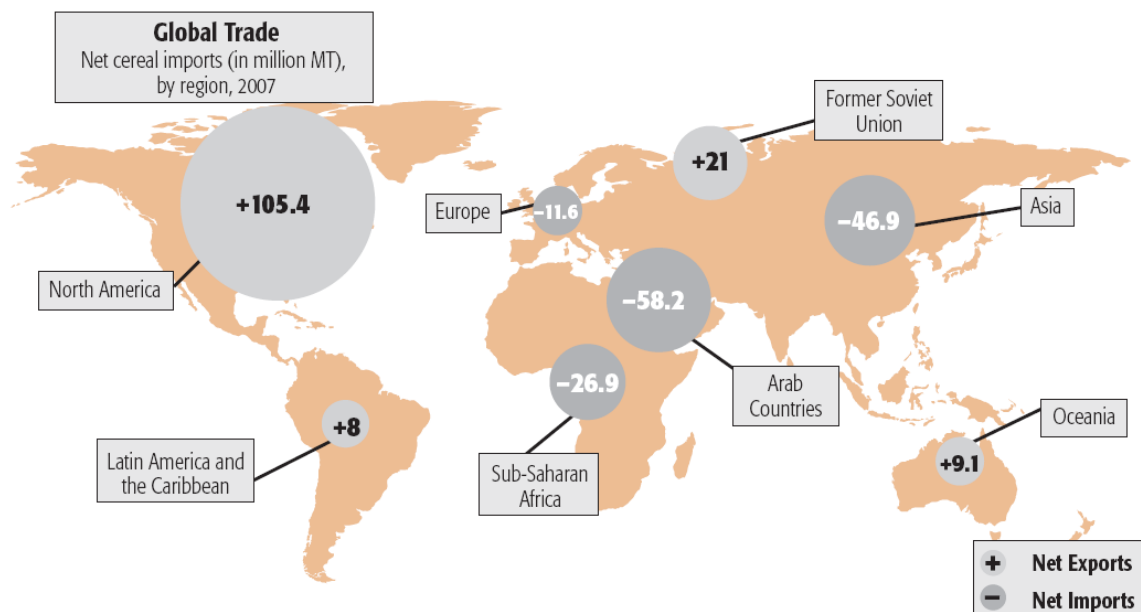 Global Trade
Net cereal imports (in million MT),
by region, 2007
Former Soviet
Union
+21
+105.4
Europe
−11.6
−46.9
Asia
North America
−58.2
Arab
Countries
−26.9
Sub-Saharan
Africa
+8
Latin America and
the Caribbean
Oceania
+9.1
+ Net Exports
− Net Imports